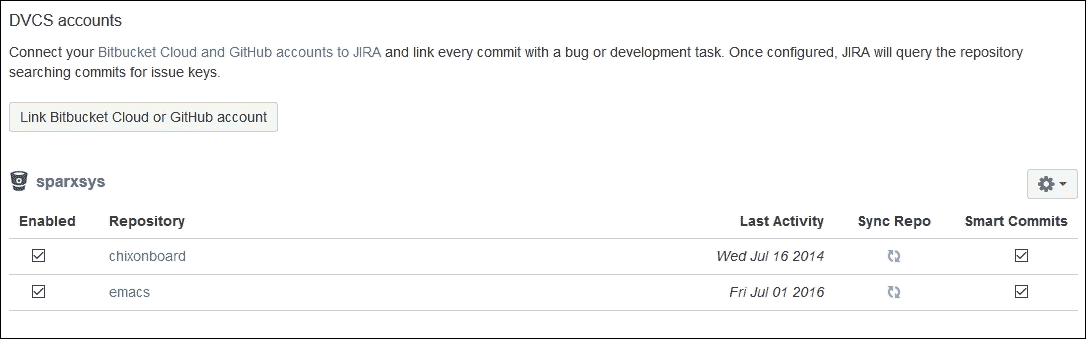 DVCS accounts
Connect your Bitbucket Cloud and GitHub accounts to JIRA and link every commit with a bug or development task. Once configured, JIRA will query the repository
searching commits for issue keys.
Link Bitbucket Cloud or GitHub account
sparxsys
Enabled Repository Last Activity Sync Repo Smart Commits
chixonboard Wed Jul 16 2014
emacs Fri Jul 01 2016